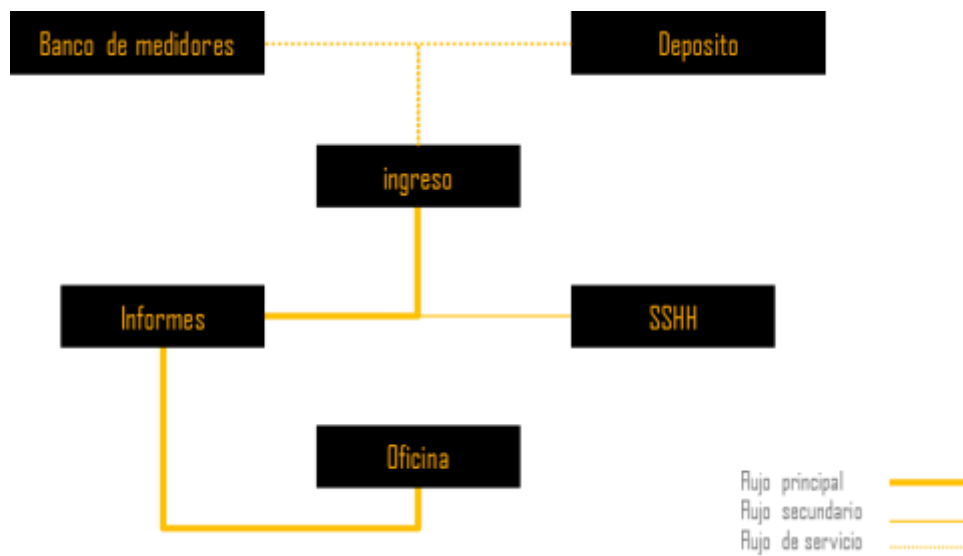 Banco de medidores
Deposito
ingreso
Informes
SSHH
Oficina
Flujo principal
Flujo secundario
Flujo de servicio